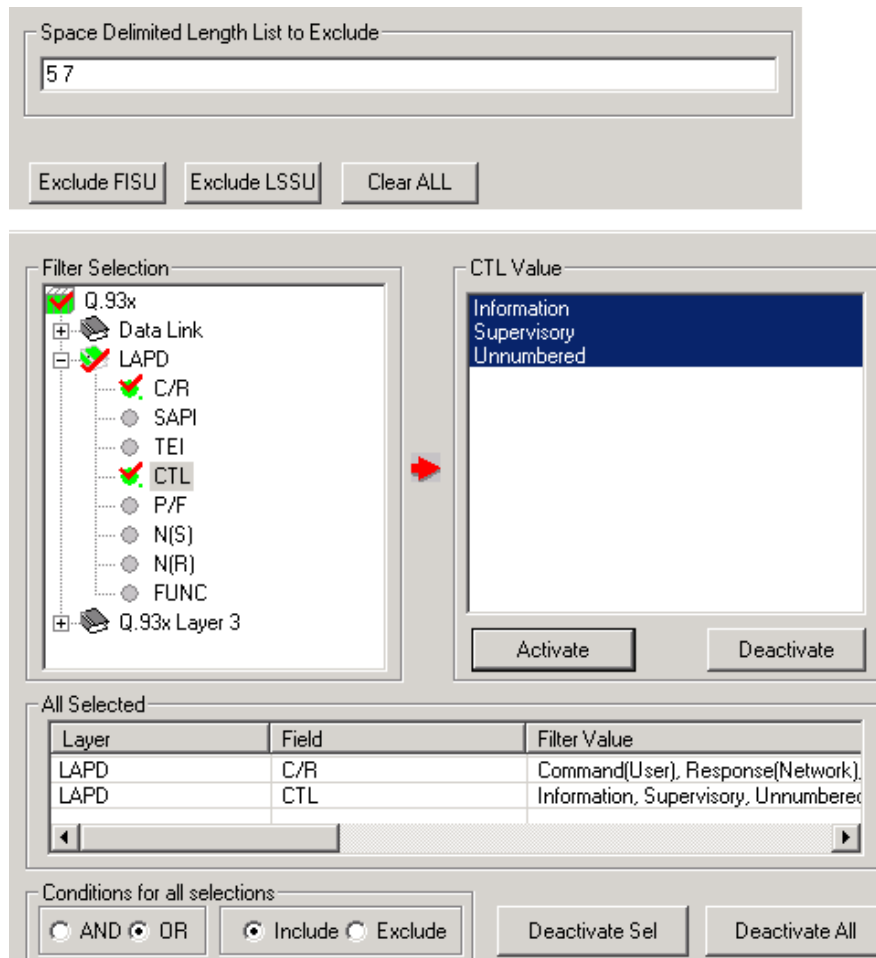 Space Delimited Length List to Exclude
5 7
Exclude FISU Exclude LSSU Clear ALL
Filter Selection
Q.93x
Data Link
LAPD
C/R
SAPI
TEI
CTL
P/F
N(S)
N(R)
FUNC
Q.93x Layer 3
CTL Value
Information
Supervisory
Unnumbered
Activate Deactivate
All Selected
Layer Field Filter Value
LAPD C/R Command(User), Response(Network),
LAPD CTL Information, Supervisory, Unnumbered
Conditions for all selections
AND OR Include Exclude Deactivate Sel Deactivate All